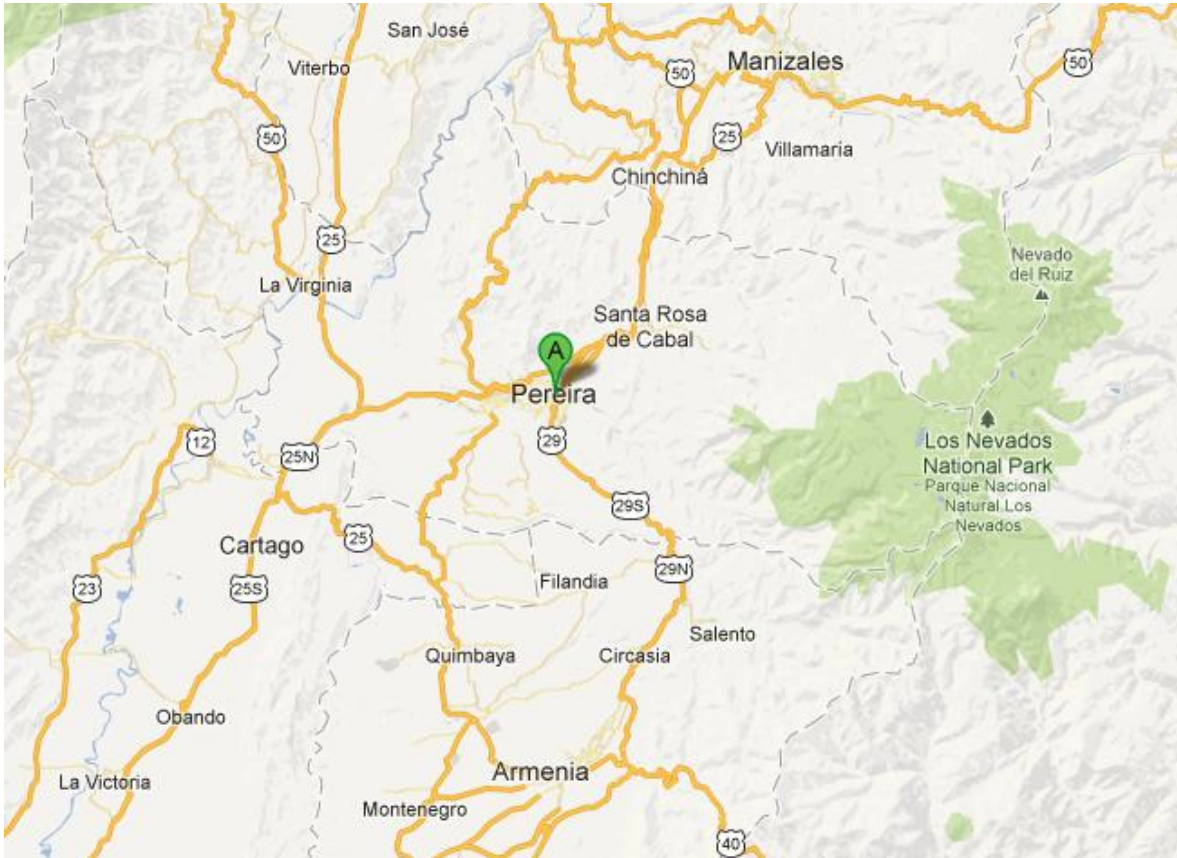 San José
Viterbo
Manizales
50
50
50
25
Villamaría
Chinchiná
25
Nevado
del Ruiz
La Virginia
Santa Rosa
de Cabal
A
Pereira
12
29
Los Nevados
National Park
Parque Nacional
Natural Los
Nevados
25N
29S
Cartago
25
29N
23
25S
Filandia
Salento
Quimbaya
Circasia
Obando
Armenia
La Victoria
Montenegro
40